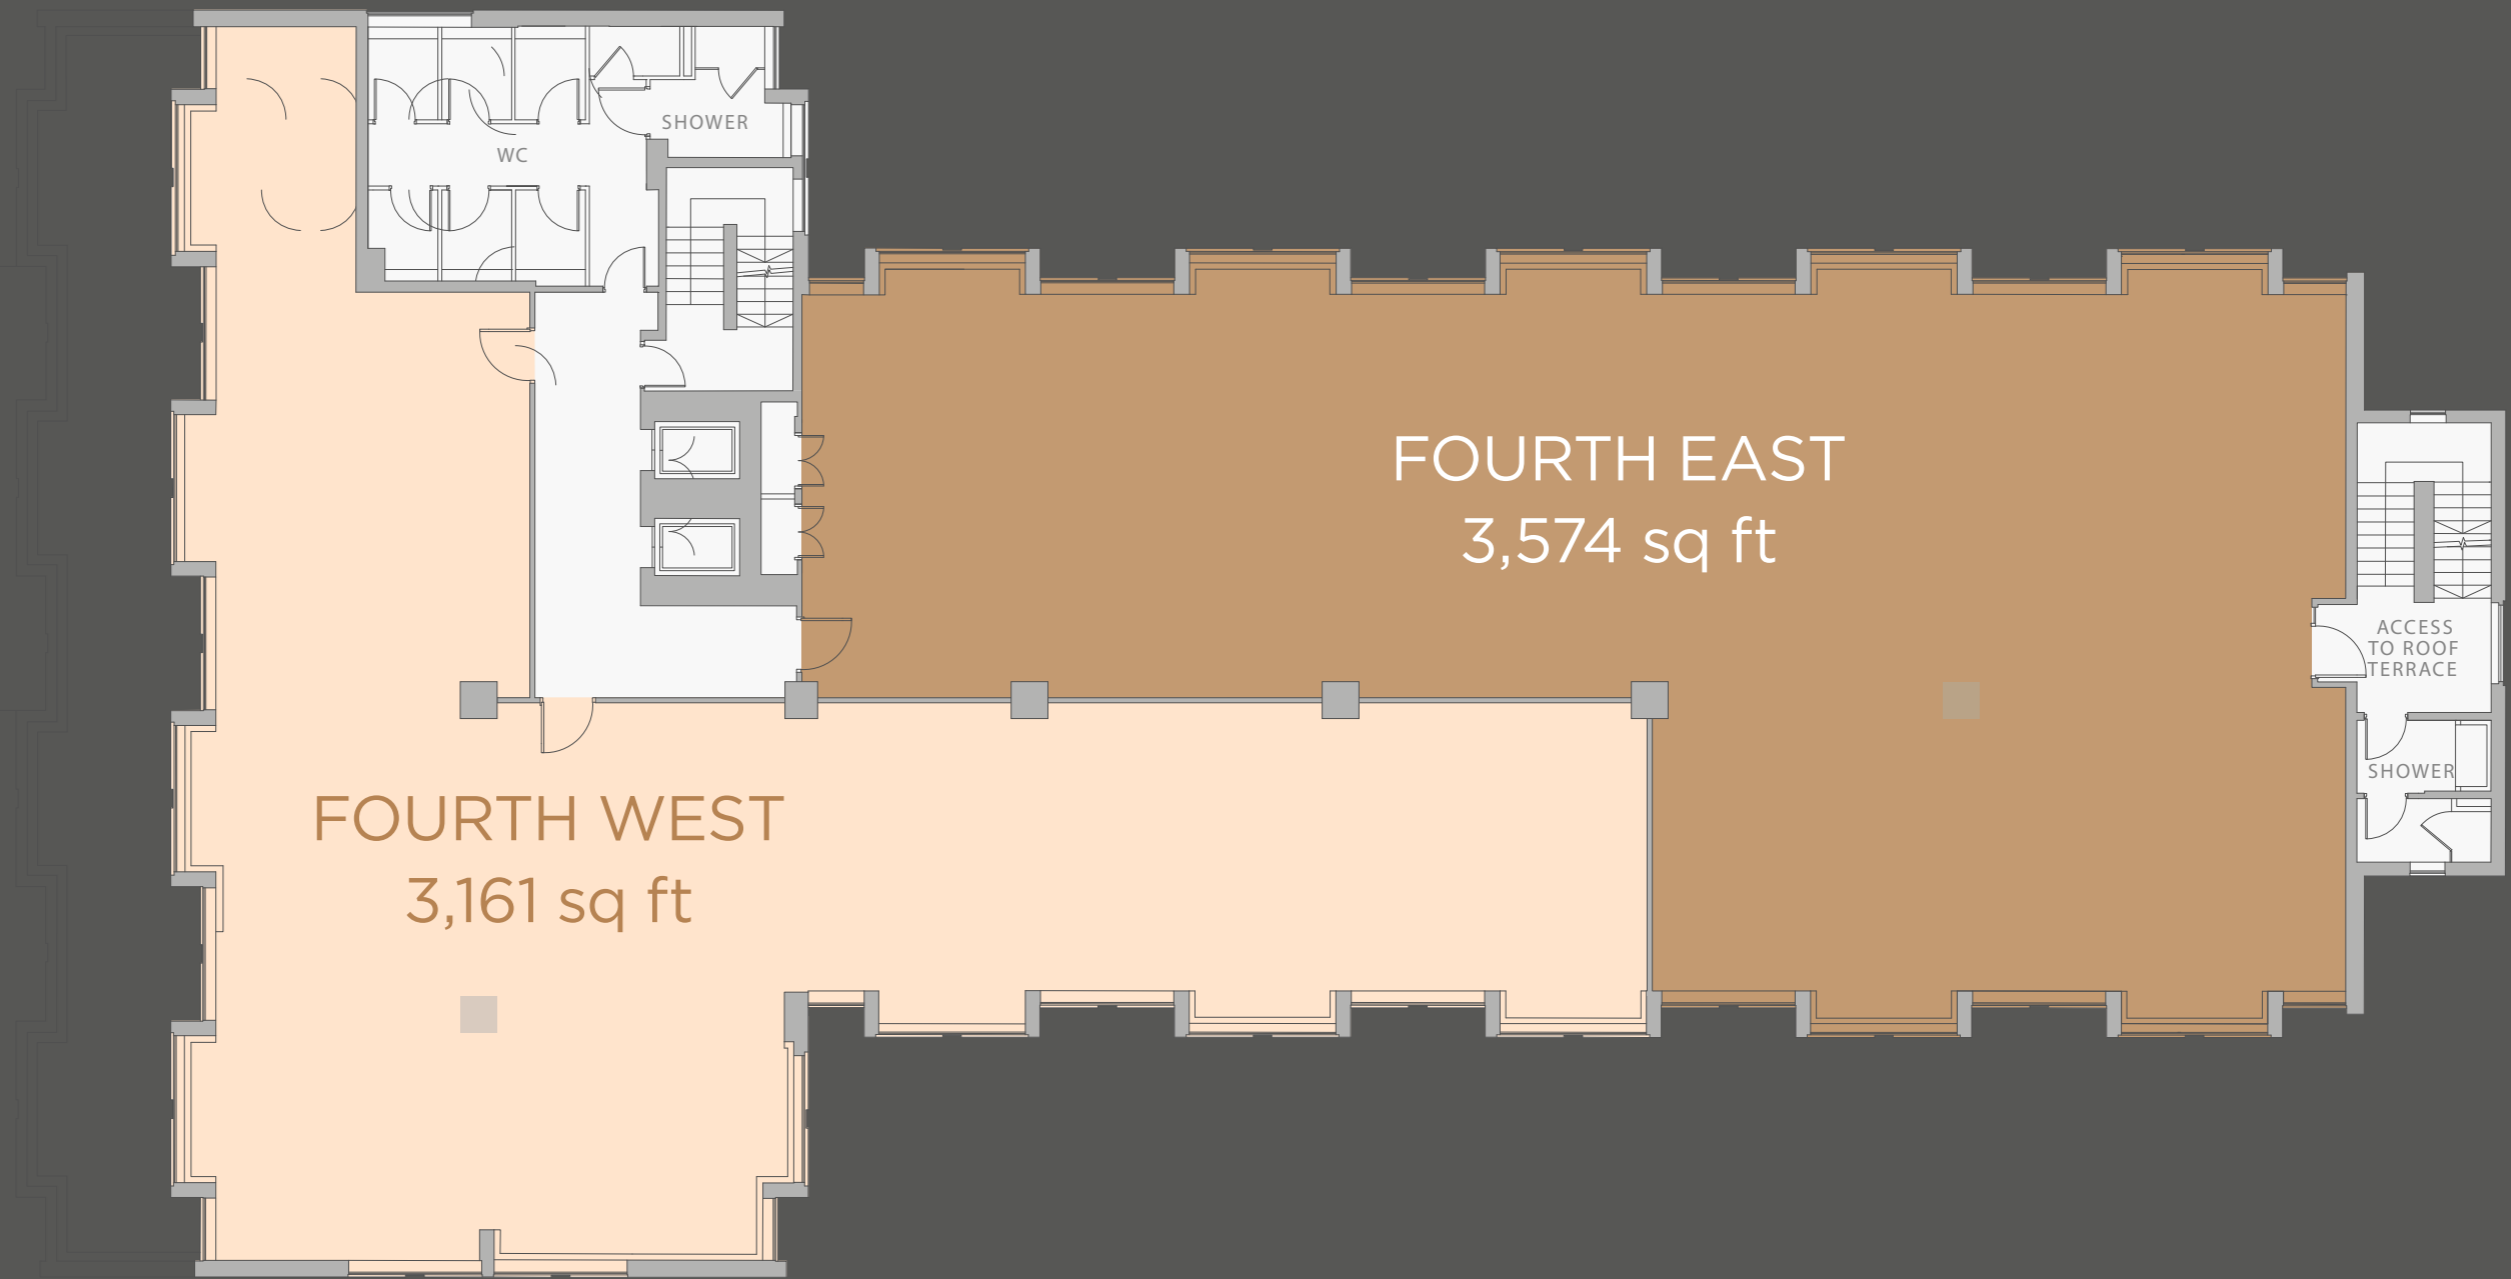 SHOWER
WC
FOURTH EAST
3,574 sq ft
ACCESS
TO ROOF
TERRACE
SHOWER
FOURTH WEST
3,161 sq ft